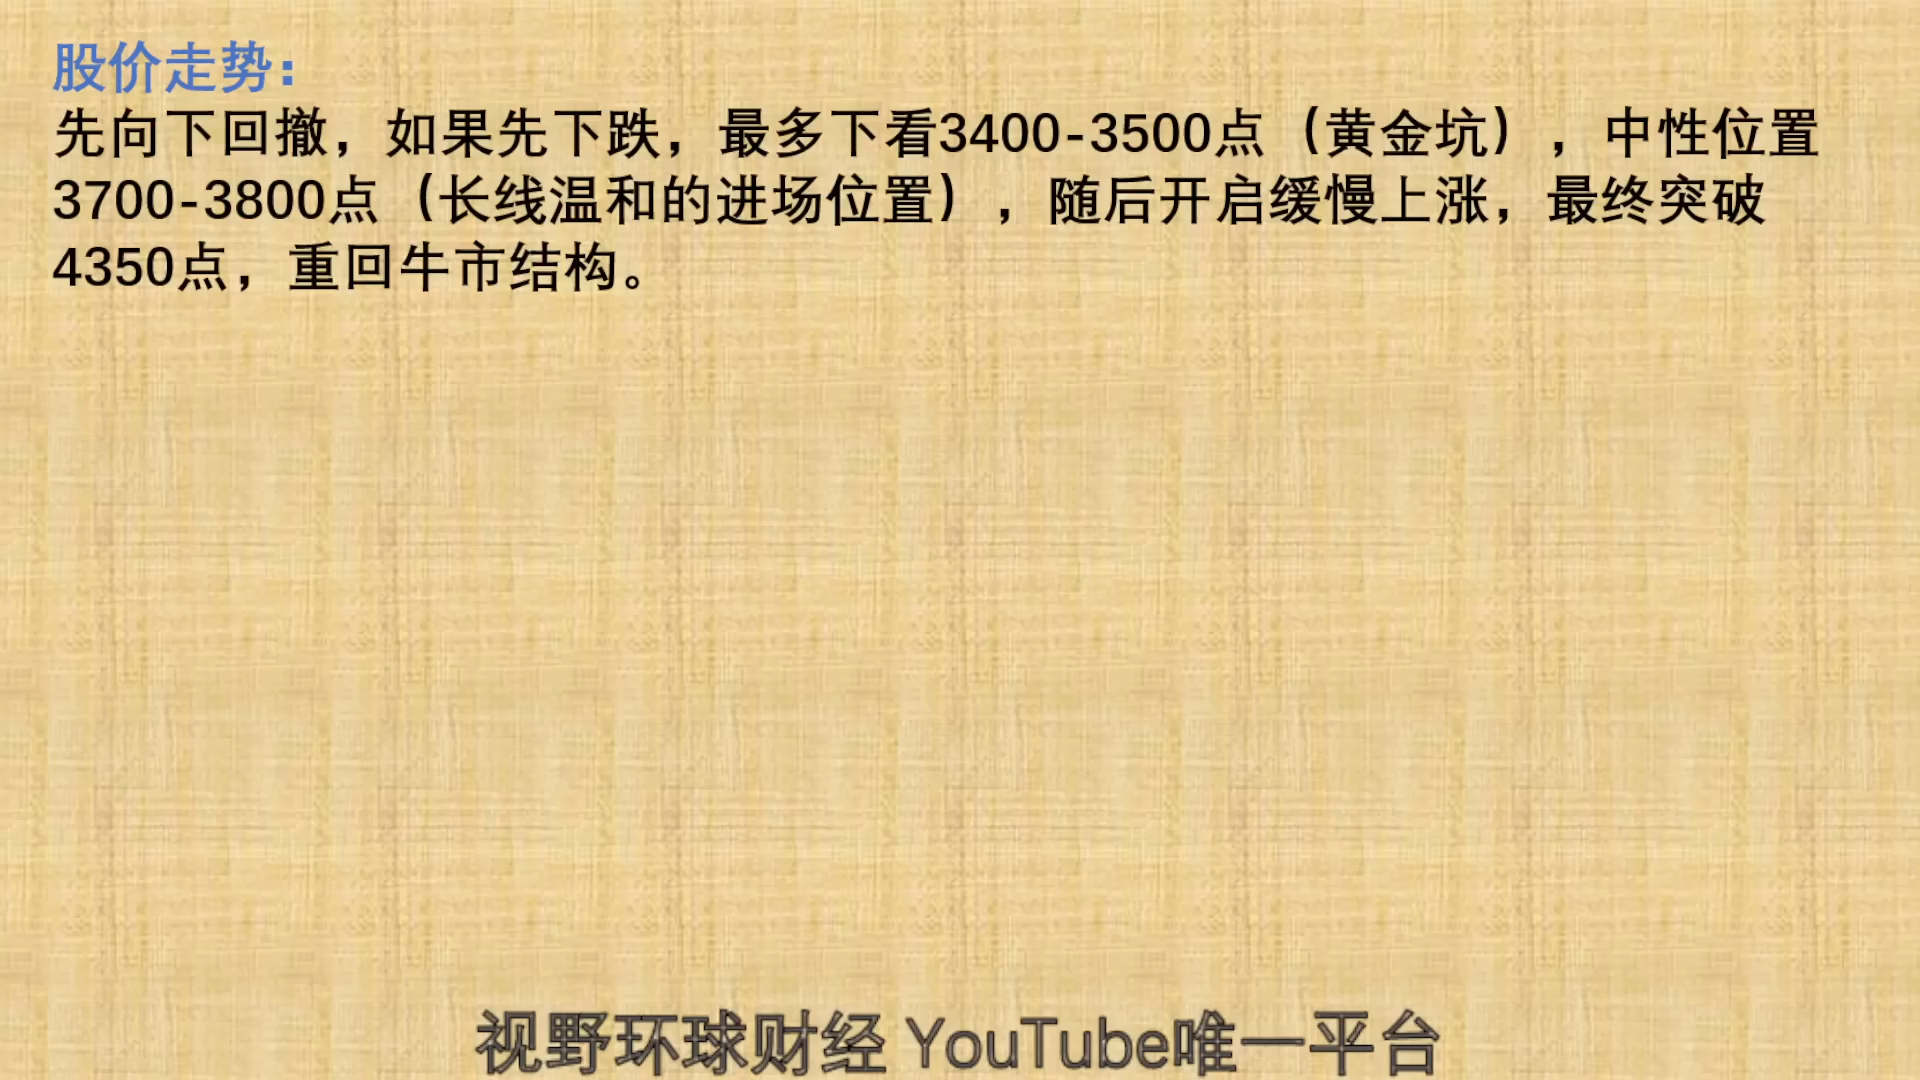 股价走势：
先向下回撤，如果先下跌，最多下看3400-3500点（黄金坑），中性位置
3700-3800点（长线温和的进场位置），随后开启缓慢上涨，最终突破
4350点，重回牛市结构。
视野环球财经 YouTube唯一平台